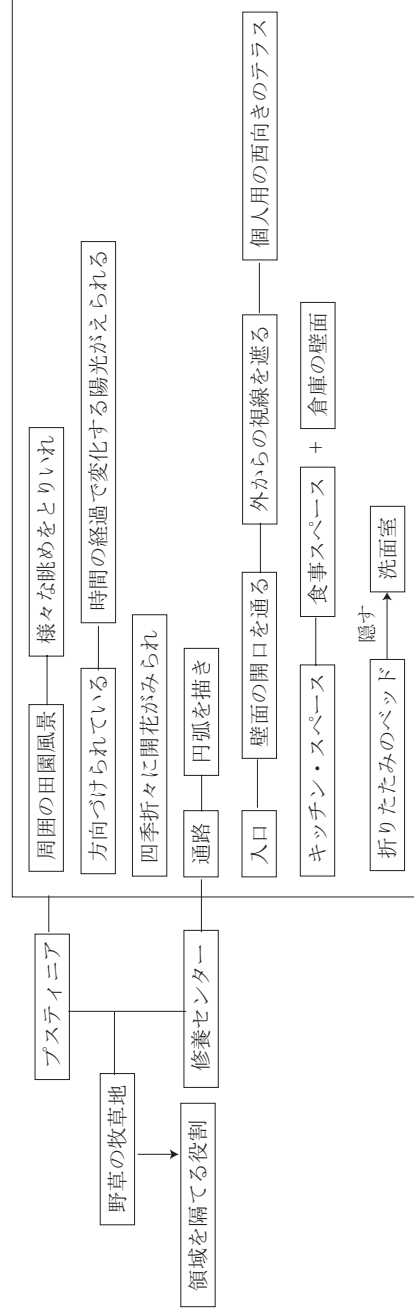 プスティニア
野草の牧草地
領域を隔てる役割
修養センター
周囲の田園風景
様々な眺めをとりいれ
方向づけられている
時間の経過で変化する陽光がえられる
四季折々に開花がみられ
通路
円弧を描き
入口
壁面の開口を通る
外からの視線を遮る
個人用の西向きのテラス
キッチン・スペース
食事スペース
+
倉庫の壁面
折りたたみのベッド
隠す
洗面室